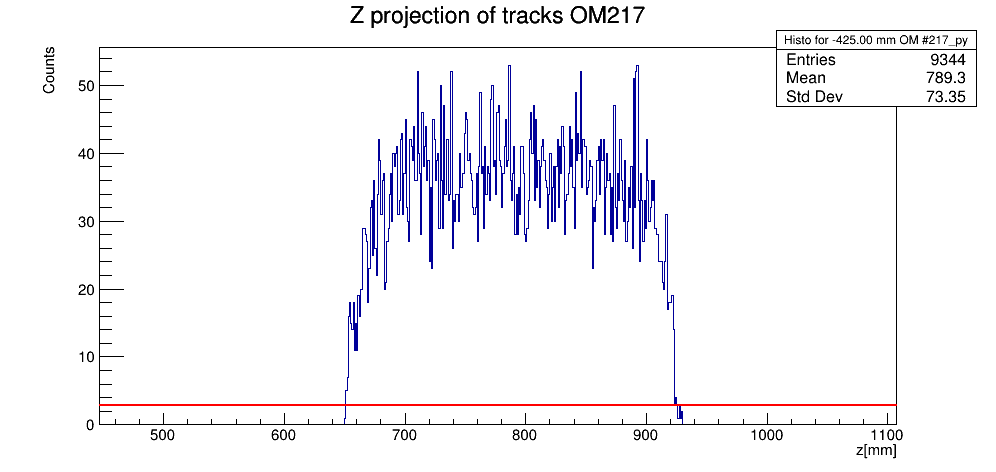 Z projection of tracks OM217
Histo for -425.00 mm OM #217_py
Entries 9344
Mean 789.3
Std Dev 73.35
Counts
50
40
30
20
10
0
500 600 700 800 900 1000 1100
z[mm]